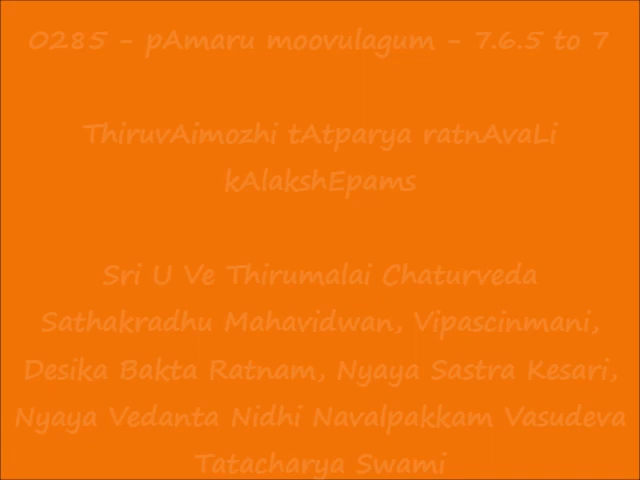 0285 - pAmaru moovulagum - 7.6.5 to 7
ThiruvAimozhi tAtparya ratnAvaLi
kAlakshEpams
Sri U Ve Thirumalai Chaturveda
Sathakradhu Mahavidwan, Vipascinmani,
Desika Bakta Ratnam, Nyaya Sastra Kesari,
Nyaya Vedanta Nidhi Navalpakkam Vasudeva
Tatacharya Swami